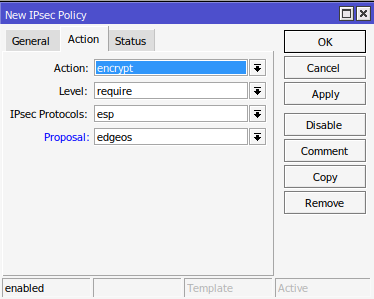 New IPsec Policy
General Action Status
Action: encrypt
Level: require
IPsec Protocols: esp
Proposal: edgeos
OK
Cancel
Apply
Disable
Comment
Copy
Remove
enabled Template Active